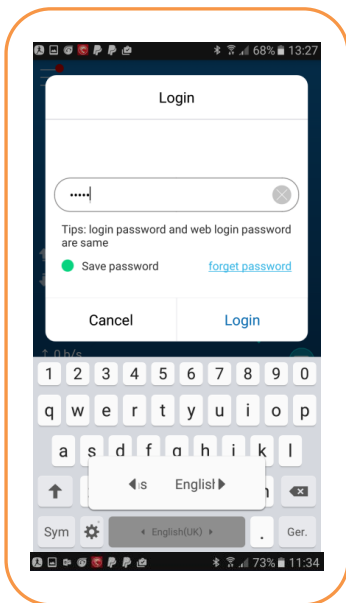 68% 13:27
Login
•••••
Tips: login password and web login password
are same
Save password
forget password
Cancel
Login
1 2 3 4 5 6 7 8 9 0
q w e r t y u i o p
a s d f g h j k l
Sym
English(UK)
.
Ger.
73% 11:34